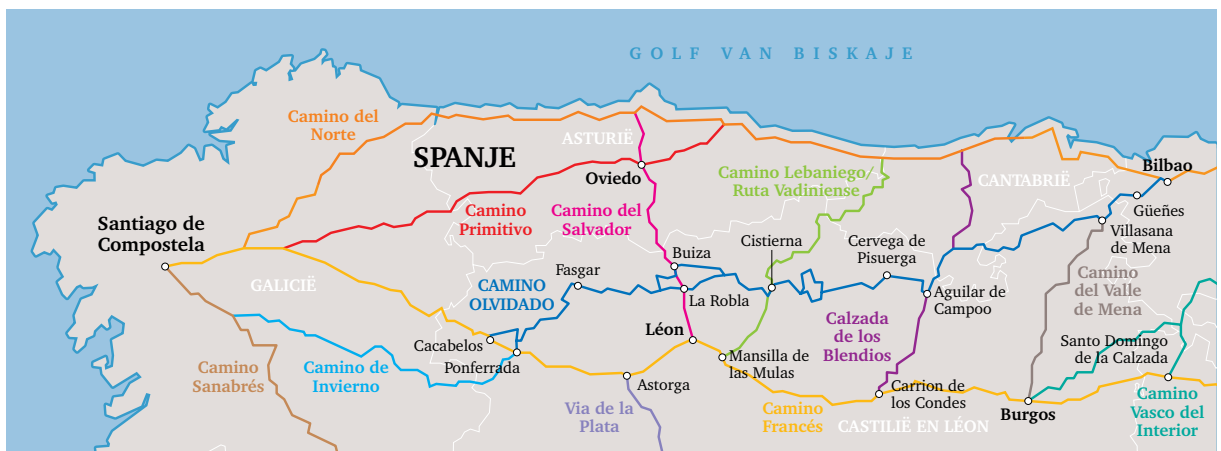 GOLF VAN BISKAJE
Camino del
Norte
ASTURIË
SPANJE
Bilbao
Oviedo
Camino Lebaniego/
Ruta Vadiniense
CANTABRIË
Güeñes
Santiago de
Compostela
Camino
Primitivo
Camino del
Salvador
Villasana
de Mena
Buiza
Cistierna
Cervega de
Pisuerga
GALICIË
Fasgar
CAMINO
OLVIDADO
La Robla
Aguilar de
Campoo
Camino
del Valle
de Mena
Léon
Calzada
de los
Blendios
Cacabelos
Ponferrada
Santo Domingo
de la Calzada
Camino
Sanabrés
Camino de
Invierno
Mansilla de
las Mulas
Astorga
Carrion de
los Condes
Via de la
Plata
Camino
Francés
CASTILIË EN LÉON
Burgos
Camino
Vasco del
Interior